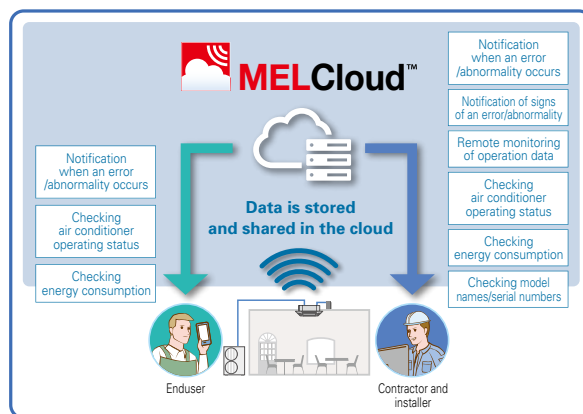 MELCloud™
Notification
when an error
/abnormality occurs
Checking
air conditioner
operating status
Checking
energy consumption
Data is stored
and shared in the cloud
Notification
when an error
/abnormality occurs
Notification of signs
of an error/abnormality
Remote monitoring
of operation data
Checking
air conditioner
operating status
Checking
energy consumption
Checking model
names/serial numbers
Enduser
Contractor and
installer